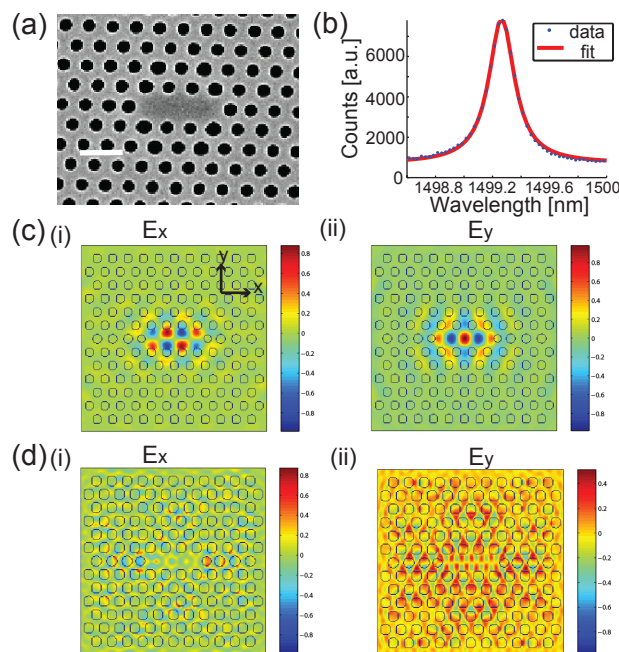 (a)
(b)
Counts [a.u.]
7000
6000
4000
2000
0
data
fit
1498.8
1499.2
1499.6
1500
Wavelength [nm]
(c) (i)
Ex
y
x
0.8
0.6
0.4
0.2
0
-0.2
-0.4
-0.6
-0.8
(ii)
Ey
0.8
0.6
0.4
0.2
0
-0.2
-0.4
-0.6
-0.8
(d) (i)
Ex
0.8
0.6
0.4
0.2
0
-0.2
-0.4
-0.6
-0.8
(ii)
Ey
0.4
0.2
0
-0.2
-0.4
-0.6
-0.8